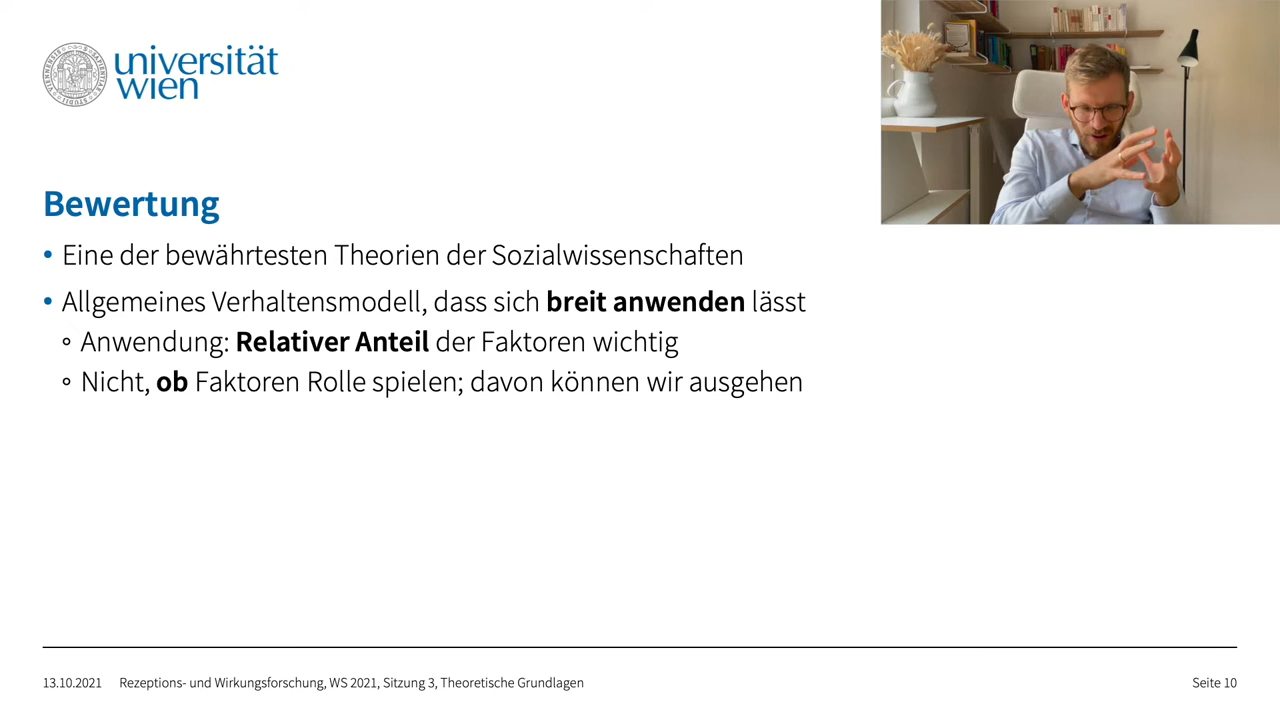 universität
wien
Bewertung
• Eine der bewährtesten Theorien der Sozialwissenschaften
• Allgemeines Verhaltensmodell, dass sich breit anwenden lässt
◦ Anwendung: Relativer Anteil der Faktoren wichtig
◦ Nicht, ob Faktoren Rolle spielen; davon können wir ausgehen
13.10.2021 Rezeptions- und Wirkungsforschung, WS 2021, Sitzung 3, Theoretische Grundlagen Seite 10